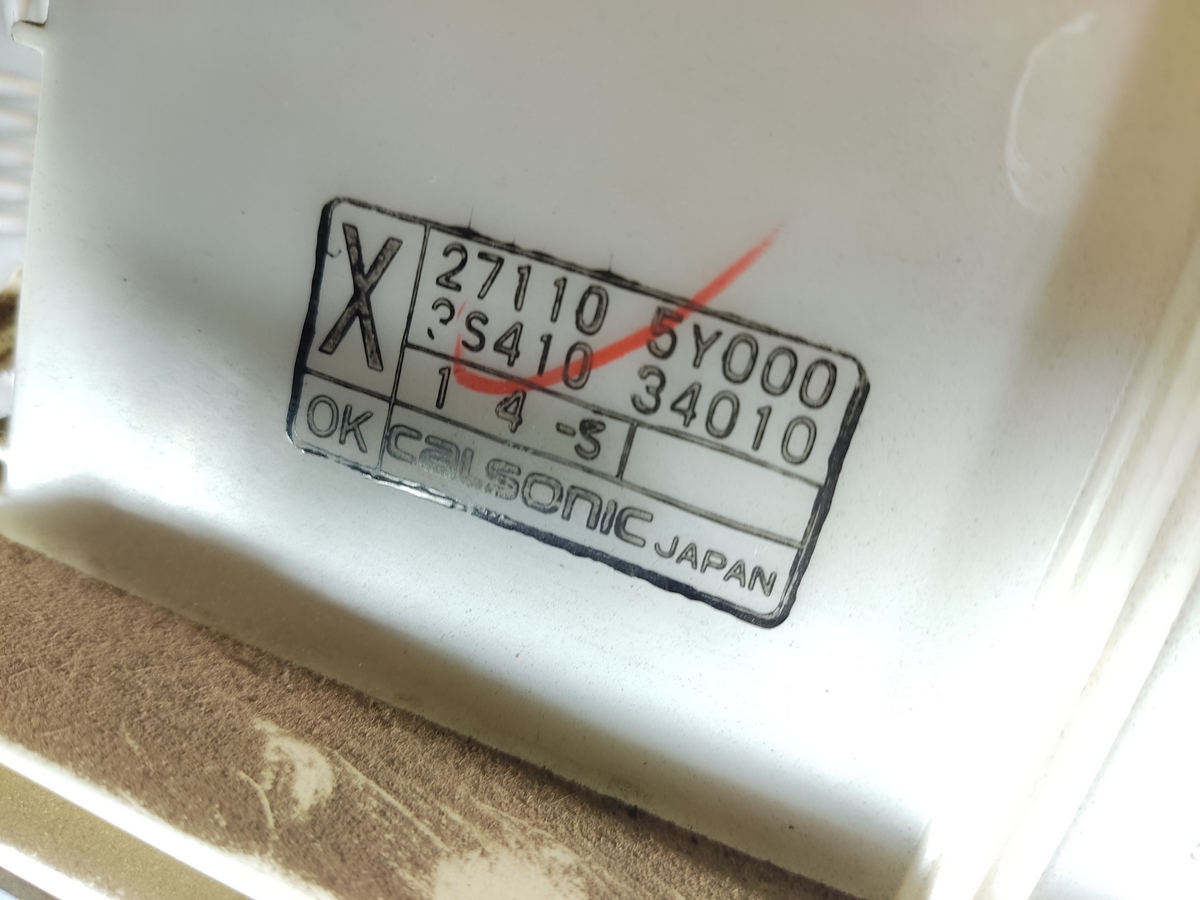 X
27110 5Y000
?S410 34010
1 4 -S
OK
calsonic JAPAN